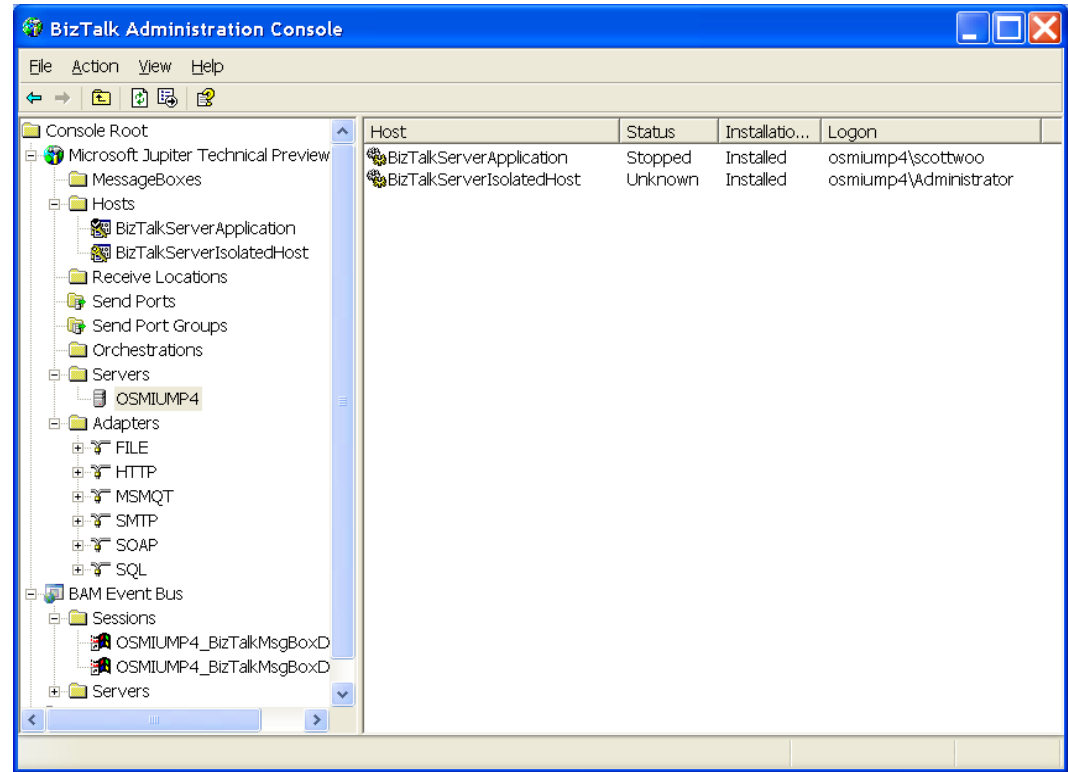 BizTalk Administration Console
File Action View Help
Console Root
Microsoft Jupiter Technical Preview
MessageBoxes
Hosts
BizTalkServerApplication
BizTalkServerIsolatedHost
Receive Locations
Send Ports
Send Port Groups
Orchestrations
Servers
OSMIUMP4
Adapters
FILE
HTTP
MSMQT
SMTP
SOAP
SQL
BAM Event Bus
Sessions
OSMIUMP4_BizTalkMsgBoxD
OSMIUMP4_BizTalkMsgBoxD
Servers
Host Status Installatio... Logon
BizTalkServerApplication Stopped Installed osmiump4\scottwoo
BizTalkServerIsolatedHost Unknown Installed osmiump4\Administrator